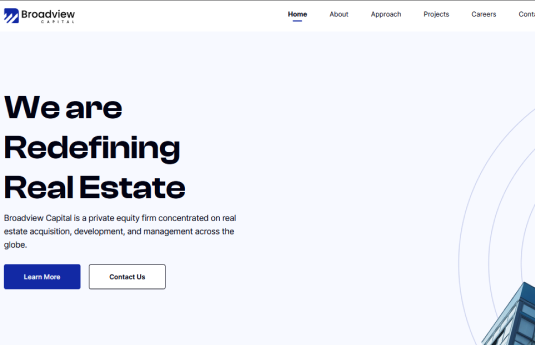 Broadview
CAPITAL
Home About Approach Projects Careers
We are
Redefining
Real Estate
Broadview Capital is a private equity firm concentrated on real
estate acquisition, development, and management across the
globe.
Learn More Contact Us